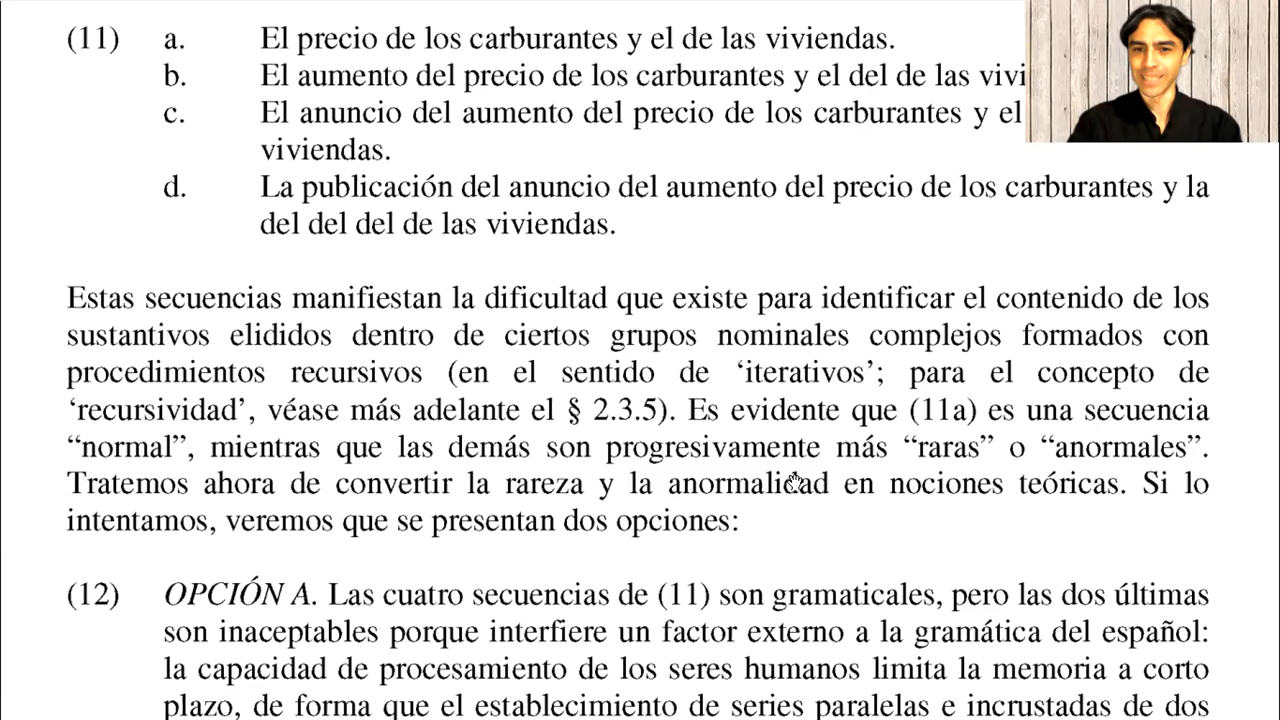 (11) a. El precio de los carburantes y el de las viviendas.
b. El aumento del precio de los carburantes y el del de las
c. El anuncio del aumento del precio de los carburantes y el
viviendas.
d. La publicación del anuncio del aumento del precio de los carburantes y la
del del del de las viviendas.
Estas secuencias manifiestan la dificultad que existe para identificar el contenido de los
sustantivos elididos dentro de ciertos grupos nominales complejos formados con
procedimientos recursivos (en el sentido de ‘iterativos’; para el concepto de
‘recursividad’, véase más adelante el § 2.3.5). Es evidente que (11a) es una secuencia
“normal”, mientras que las demás son progresivamente más “raras” o “anormales”.
Tratemos ahora de convertir la rareza y la anormalidad en nociones teóricas. Si lo
intentamos, veremos que se presentan dos opciones:
(12) OPCIÓN A. Las cuatro secuencias de (11) son gramaticales, pero las dos últimas
son inaceptables porque interfiere un factor externo a la gramática del español:
la capacidad de procesamiento de los seres humanos limita la memoria a corto
plazo, de forma que el establecimiento de series paralelas e incrustadas de dos